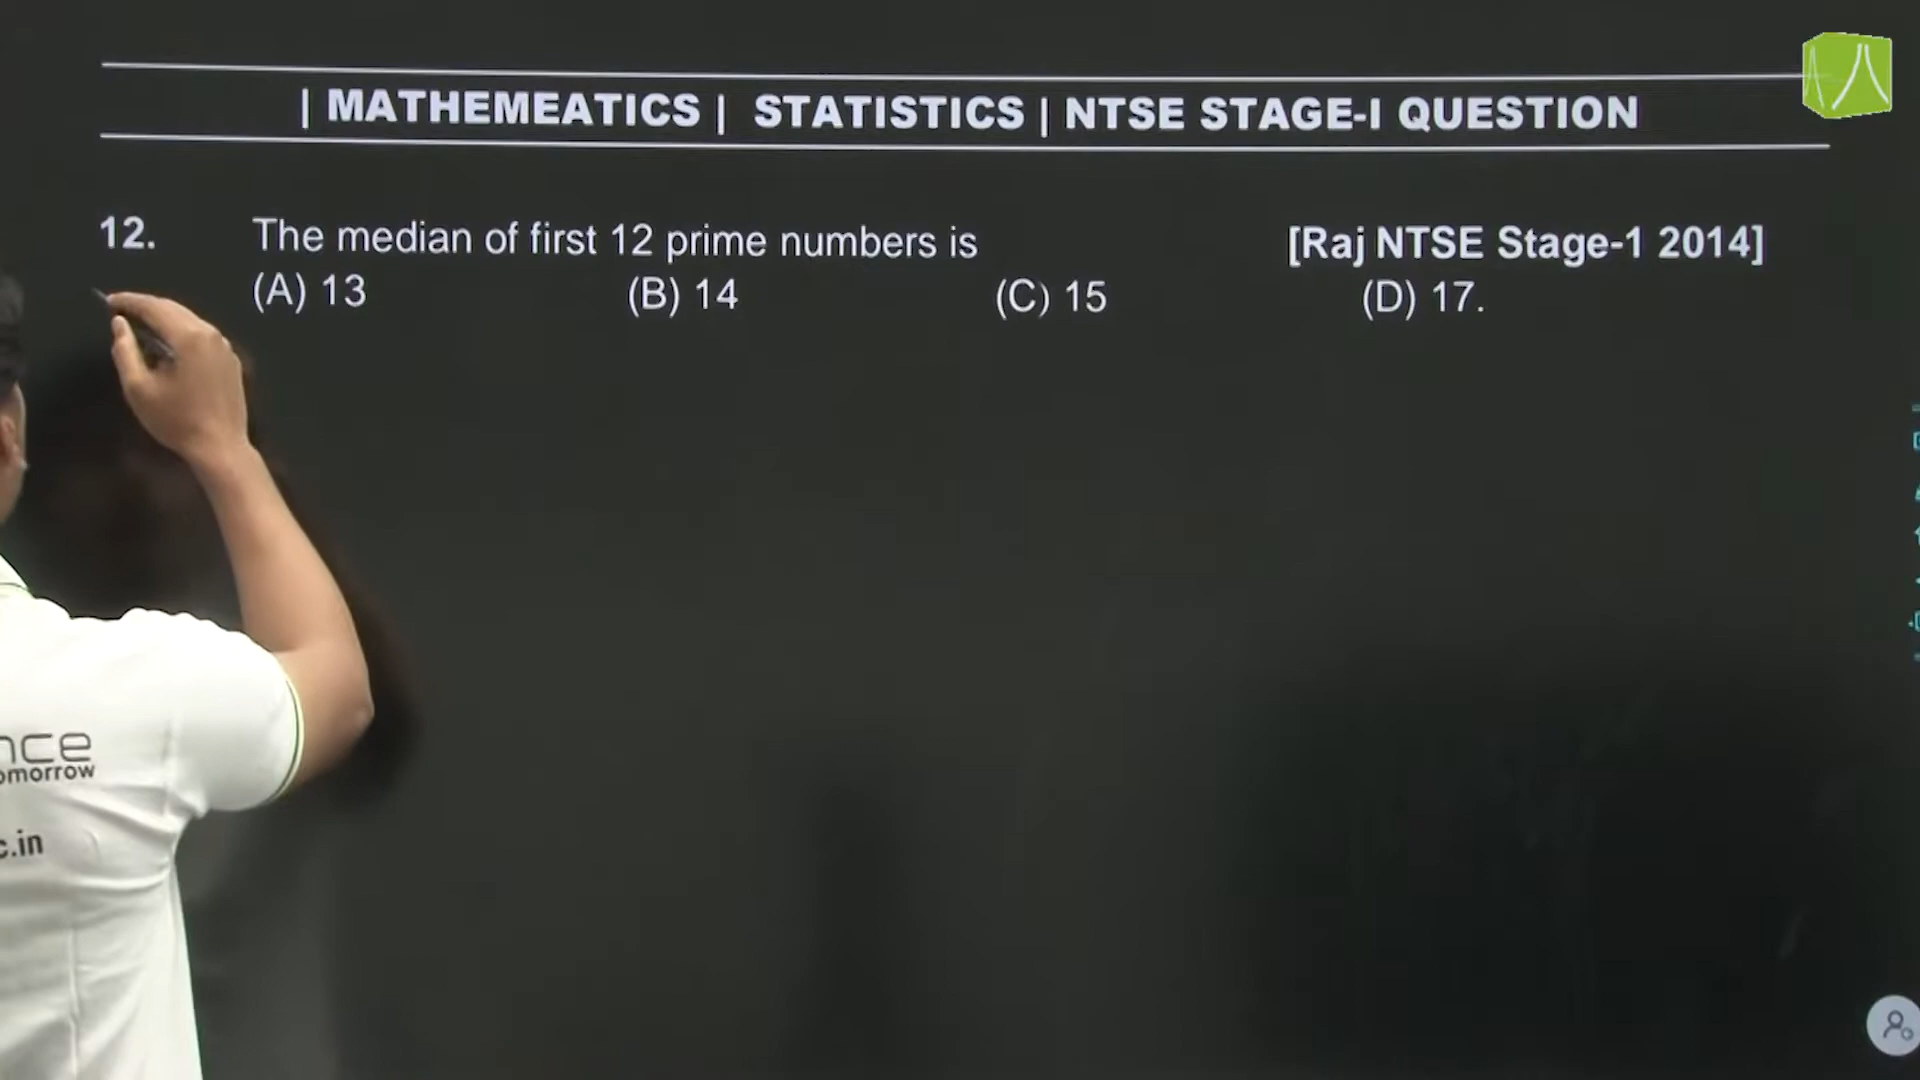 | MATHEMEATICS | STATISTICS | NTSE STAGE-I QUESTION
12. The median of first 12 prime numbers is [Raj NTSE Stage-1 2014]
(A) 13 (B) 14 (C) 15 (D) 17.
nce
omorrow
c.in